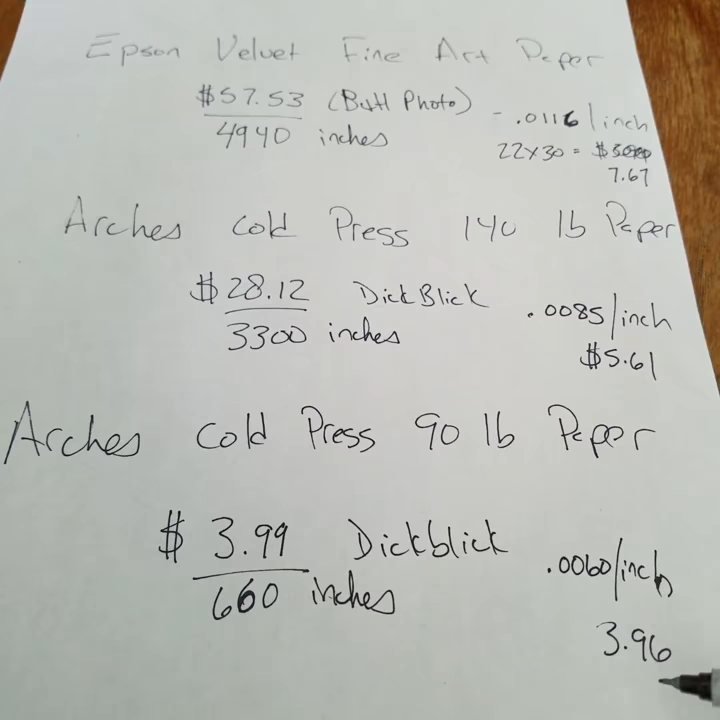 Epson Velvet Fine Art Paper
$57.53 (B&H Photo) - .0116/inch
4940 inches
22x30 = 
7.67
Arches cold Press 140 lb Paper
$28.12 DickBlick .0085/inch
3300 inches
$5.61
Arches cold Press 90 lb Paper
$3.99 Dickblick .0060/inch
660 inches
3.96